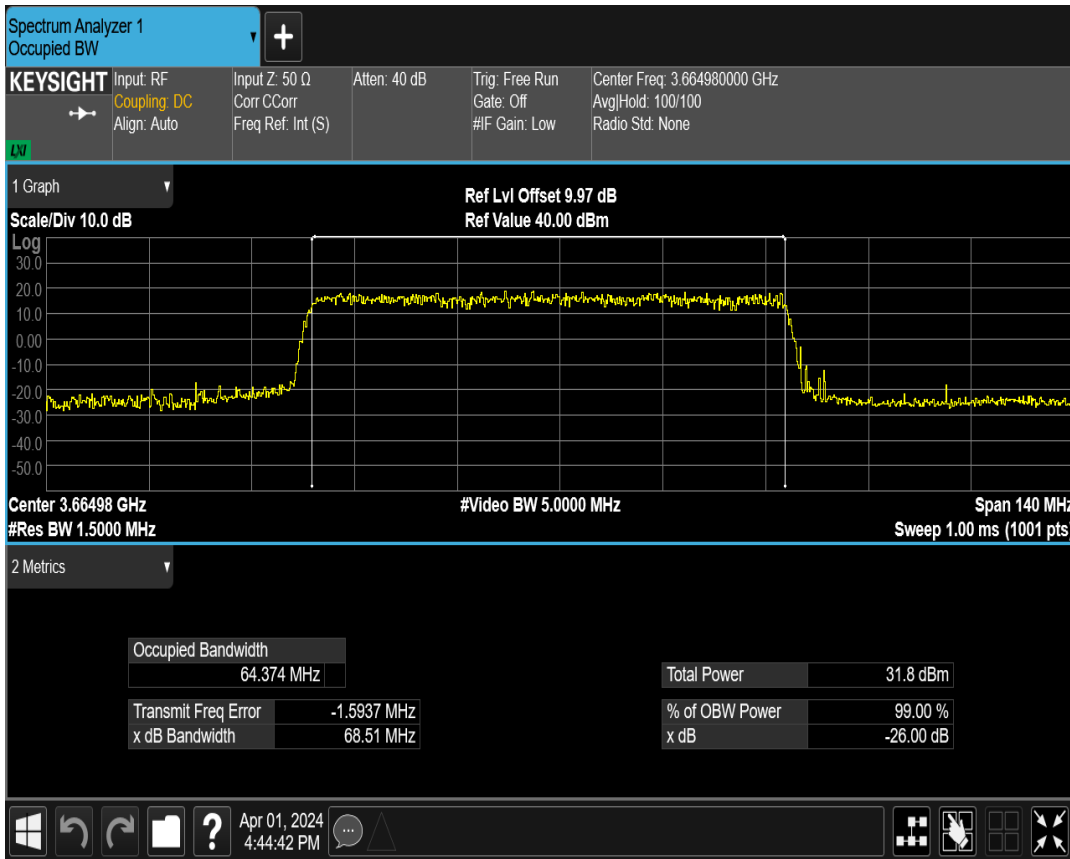 Spectrum Analyzer 1
Occupied BW
+
KEYSIGHT
LXI
Input: RF
Coupling: DC
Align: Auto
Input Z: 50 Ω
Corr CCorr
Freq Ref: Int (S)
Atten: 40 dB
Trig: Free Run
Gate: Off
#IF Gain: Low
Center Freq: 3.664980000 GHz
Avg|Hold: 100/100
Radio Std: None
1 Graph
Scale/Div 10.0 dB
Ref Lvl Offset 9.97 dB
Ref Value 40.00 dBm
Log
30.0
20.0
10.0
0.00
-10.0
-20.0
-30.0
-40.0
-50.0
Center 3.66498 GHz
#Video BW 5.0000 MHz
Span 140 MHz
#Res BW 1.5000 MHz
Sweep 1.00 ms (1001 pts)
2 Metrics
Occupied Bandwidth
64.374 MHz
Total Power 31.8 dBm
Transmit Freq Error -1.5937 MHz
% of OBW Power 99.00 %
x dB Bandwidth 68.51 MHz
x dB -26.00 dB
?
Apr 01, 2024
4:44:42 PM